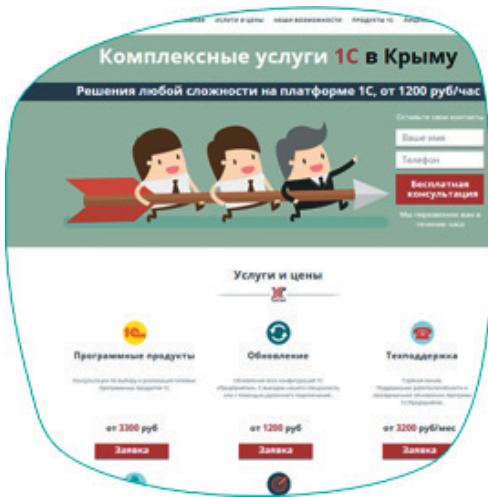 УСЛУГИ И ЦЕНЫ НАШИ ВОЗМОЖНОСТИ ПРОДУКТЫ 1С
Комплексные услуги 1С в Крыму
Решения любой сложности на платформе 1С, от 1200 руб/час
Оставьте свои контакты
Ваше имя
Телефон
Бесплатная
консультация
Мы перезвоним вам в
течение часа
Услуги и цены
Программные продукты
Обновление
Техподдержка
от 3300 руб
от 1200 руб
от 3200 руб/мес
Заявка
Заявка
Заявка